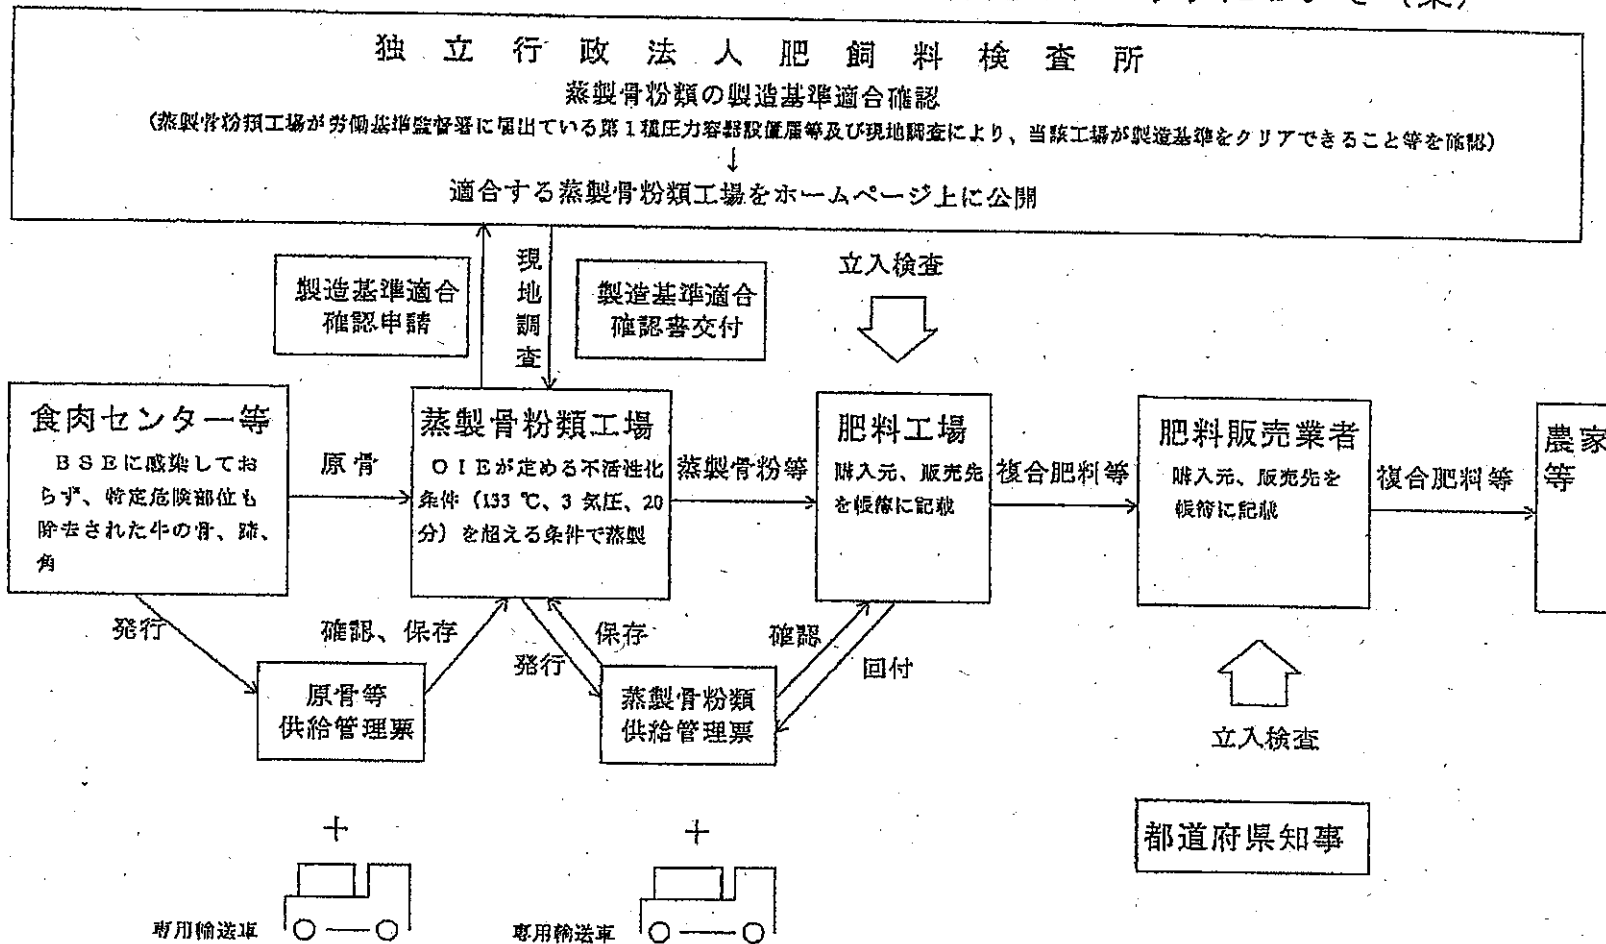 （案）
独立行政法人肥飼料検査所
蒸製骨粉類の製造基準適合確認
（蒸製骨粉類工場が労働基準監督署に届出ている第１種圧力容器設置届等及び現地調査により、当該工場が製造基準をクリアできること等を確認）
↓
適合する蒸製骨粉類工場をホームページ上に公開
製造基準適合
確認申請
現地調査
製造基準適合
確認書交付
立入検査
食肉センター等
ＢＳＥに感染してお
らず、特定危険部位も
除去された牛の骨、蹄、
角
原骨
蒸製骨粉類工場
ＯＩＥが定める不活性化
条件（133 ℃、3 気圧、20
分）を超える条件で蒸製
蒸製骨粉等
肥料工場
購入元、販売先
を帳簿に記載
複合肥料等
肥料販売業者
購入元、販売先を
帳簿に記載
複合肥料等
農家
等
発行
確認、保存
原骨等
供給管理票
発行
保存
蒸製骨粉類
供給管理票
確認
回付
立入検査
都道府県知事
＋
＋
専用輸送車
専用輸送車